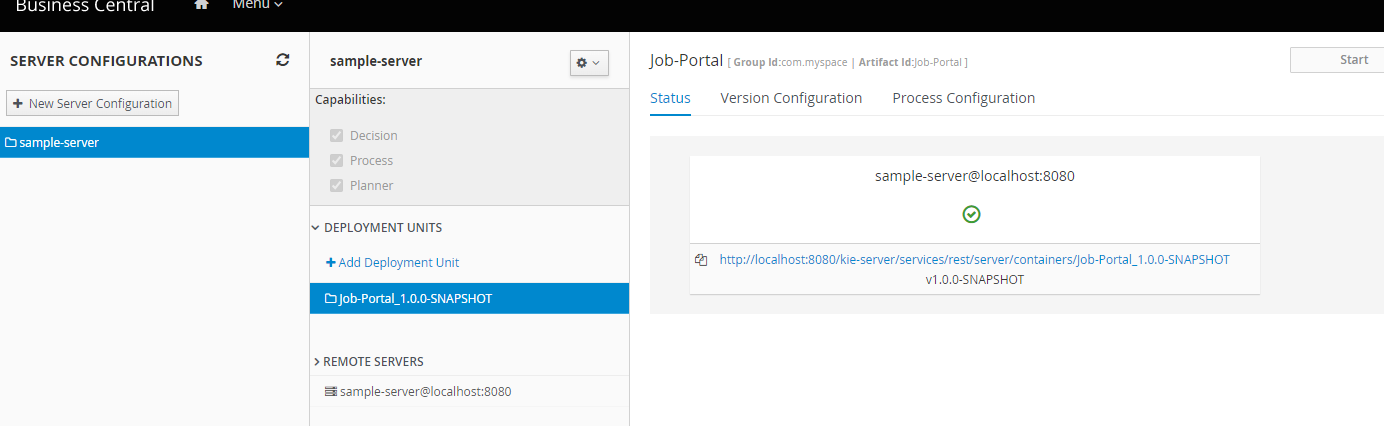 Business Central
Menu
SERVER CONFIGURATIONS
New Server Configuration
sample-server
sample-server
Capabilities:
Decision
Process
Planner
DEPLOYMENT UNITS
Add Deployment Unit
Job-Portal_1.0.0-SNAPSHOT
REMOTE SERVERS
sample-server@localhost:8080
Job-Portal [ Group Id:com.myspace | Artifact Id:Job-Portal ]
Start
Status Version Configuration Process Configuration
sample-server@localhost:8080
http://localhost:8080/kie-server/services/rest/server/containers/Job-Portal_1.0.0-SNAPSHOT
v1.0.0-SNAPSHOT